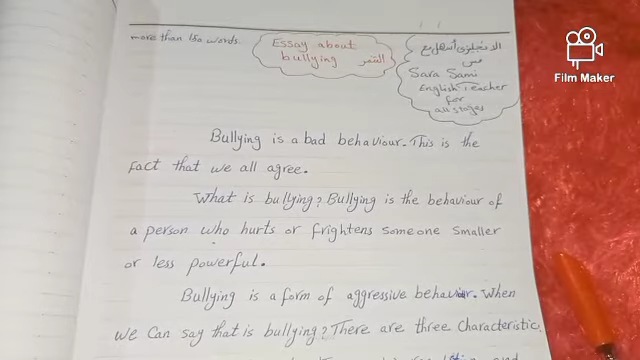 more than 150 words.
Essay about
bullying التنمر
الانجليزى أسهل مع
مس
Sara Sami
English Teacher
for
all stages
Film Maker
Bullying is a bad behaviour. This is the
fact that we all agree.
What is bullying? Bullying is the behaviour of
a person who hurts or frightens someone smaller
or less powerful.
Bullying is a form of aggressive behaviour. When
we can say that is bullying? There are three characteristic